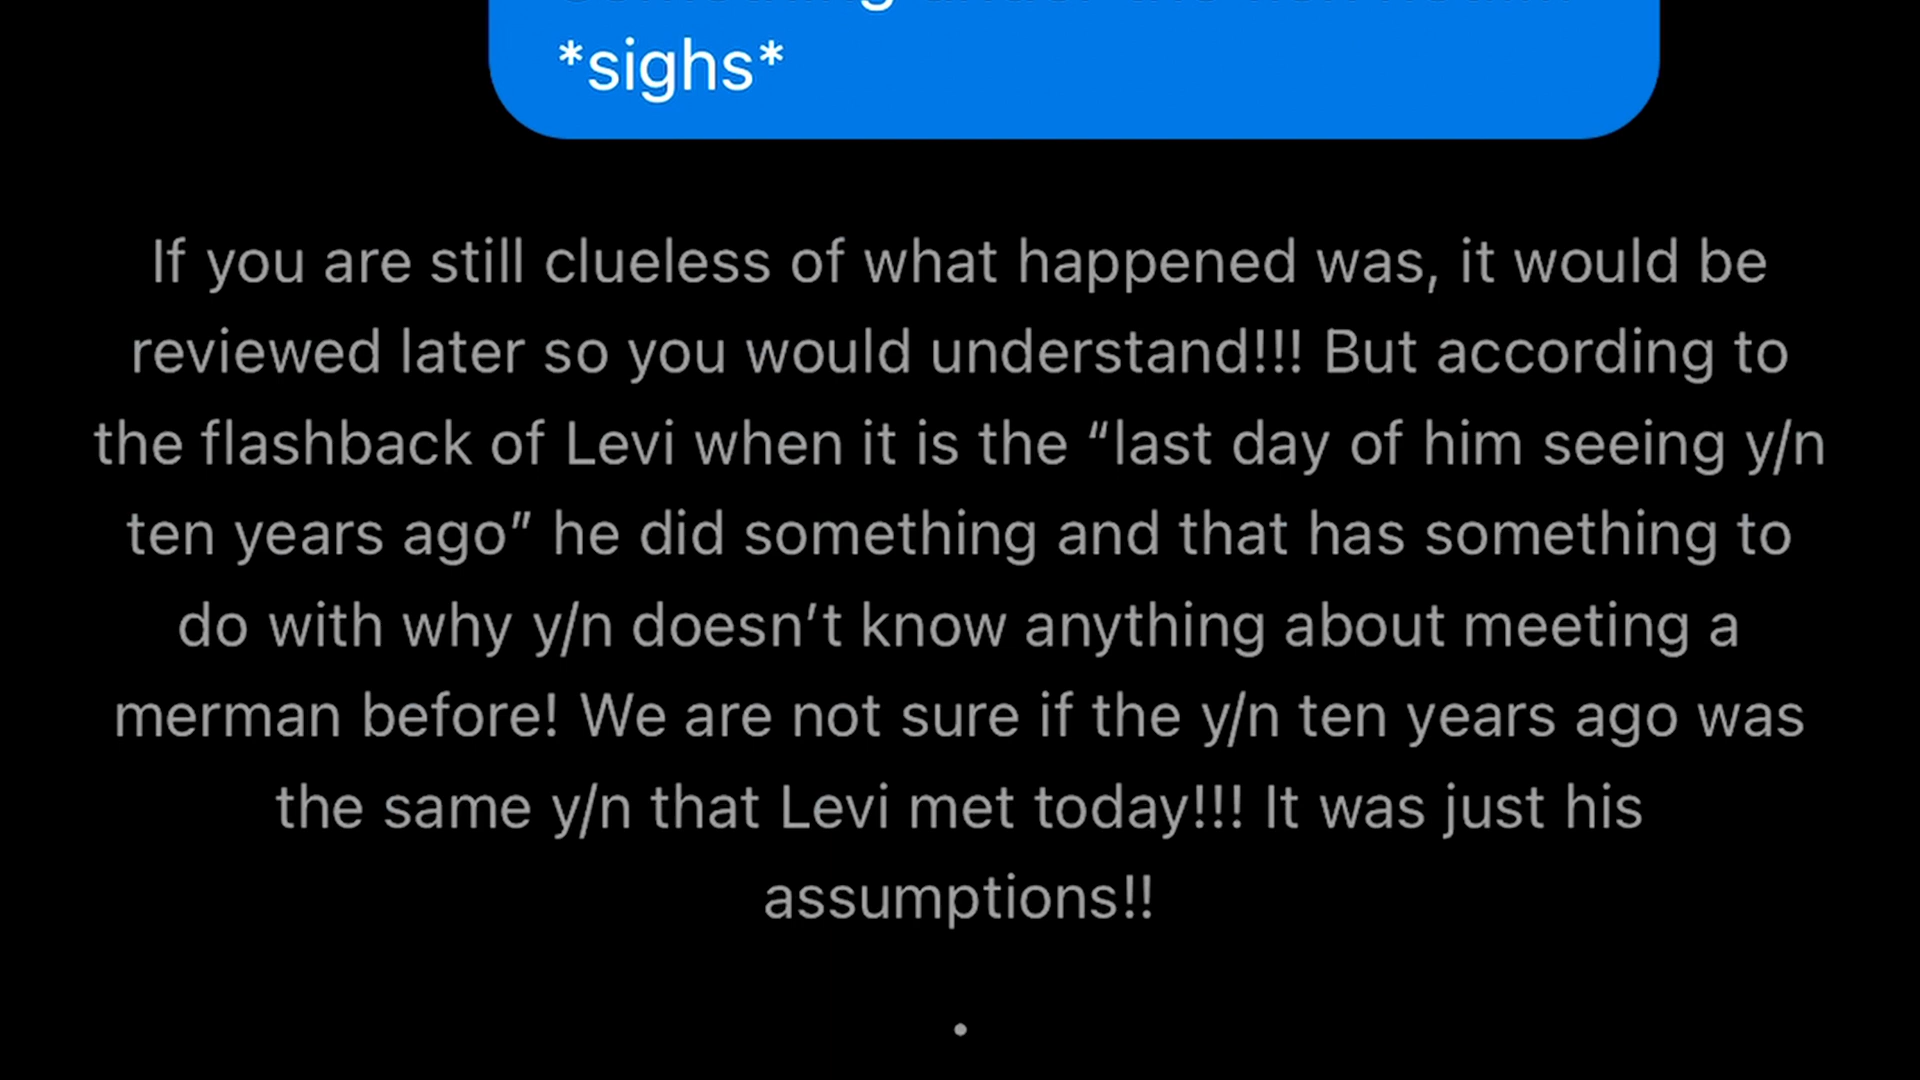 *sighs*
If you are still clueless of what happened was, it would be
reviewed later so you would understand!!! But according to
the flashback of Levi when it is the “last day of him seeing y/n
ten years ago” he did something and that has something to
do with why y/n doesn’t know anything about meeting a
merman before! We are not sure if the y/n ten years ago was
the same y/n that Levi met today!!! It was just his
assumptions!!
.